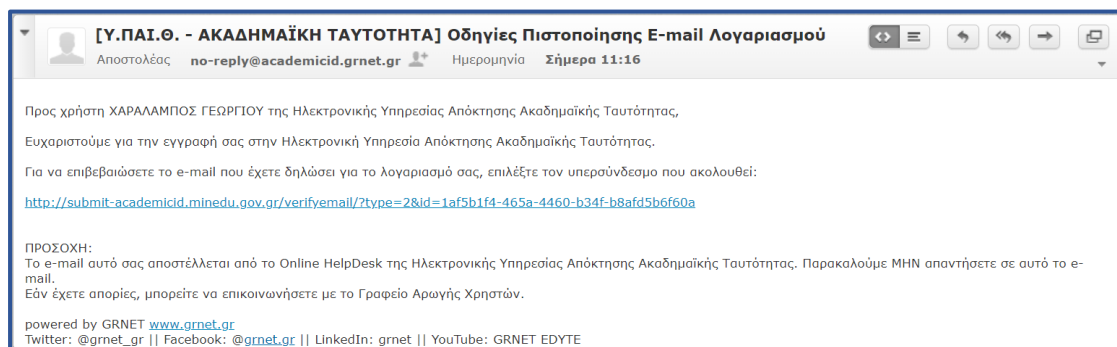 [Υ.ΠΑΙ.Θ. - ΑΚΑΔΗΜΑΪΚΗ ΤΑΥΤΟΤΗΤΑ] Οδηγίες Πιστοποίησης E-mail Λογαριασμού
Αποστολέας no-reply@academicid.grnet.gr Ημερομηνία Σήμερα 11:16
Προς χρήστη ΧΑΡΑΛΑΜΠΟΣ ΓΕΩΡΓΙΟΥ της Ηλεκτρονικής Υπηρεσίας Απόκτησης Ακαδημαϊκής Ταυτότητας,
Ευχαριστούμε για την εγγραφή σας στην Ηλεκτρονική Υπηρεσία Απόκτησης Ακαδημαϊκής Ταυτότητας.
Για να επιβεβαιώσετε το e-mail που έχετε δηλώσει για το λογαριασμό σας, επιλέξτε τον υπερσύνδεσμο που ακολουθεί:
http://submit-academicid.minedu.gov.gr/verifyemail/?type=2&id=1af5b1f4-465a-4460-b34f-b8afd5b6f60a
ΠΡΟΣΟΧΗ:
Το e-mail αυτό σας αποστέλλεται από το Online HelpDesk της Ηλεκτρονικής Υπηρεσίας Απόκτησης Ακαδημαϊκής Ταυτότητας. Παρακαλούμε ΜΗΝ απαντήσετε σε αυτό το e-
mail.
Εάν έχετε απορίες, μπορείτε να επικοινωνήσετε με το Γραφείο Αρωγής Χρηστών.
powered by GRNET www.grnet.gr
Twitter: @grnet_gr || Facebook: @grnet.gr || LinkedIn: grnet || YouTube: GRNET EDYTE